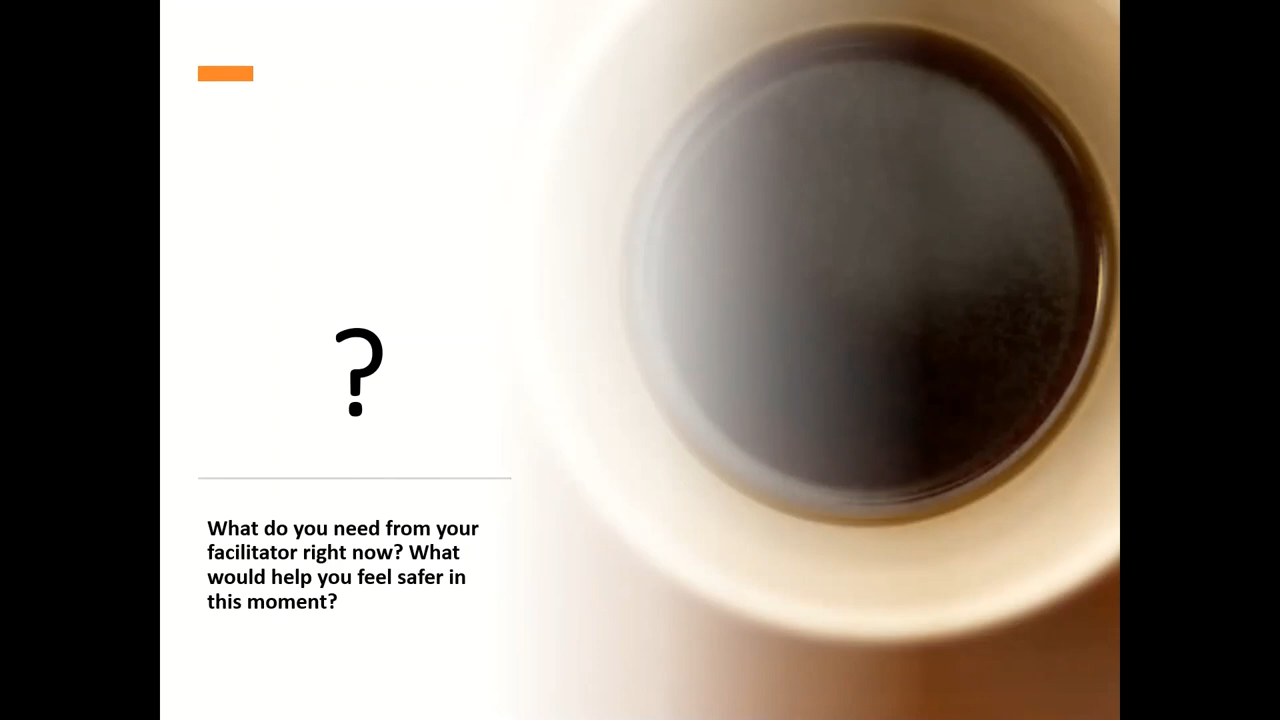 ?
What do you need from your
facilitator right now? What
would help you feel safer in
this moment?